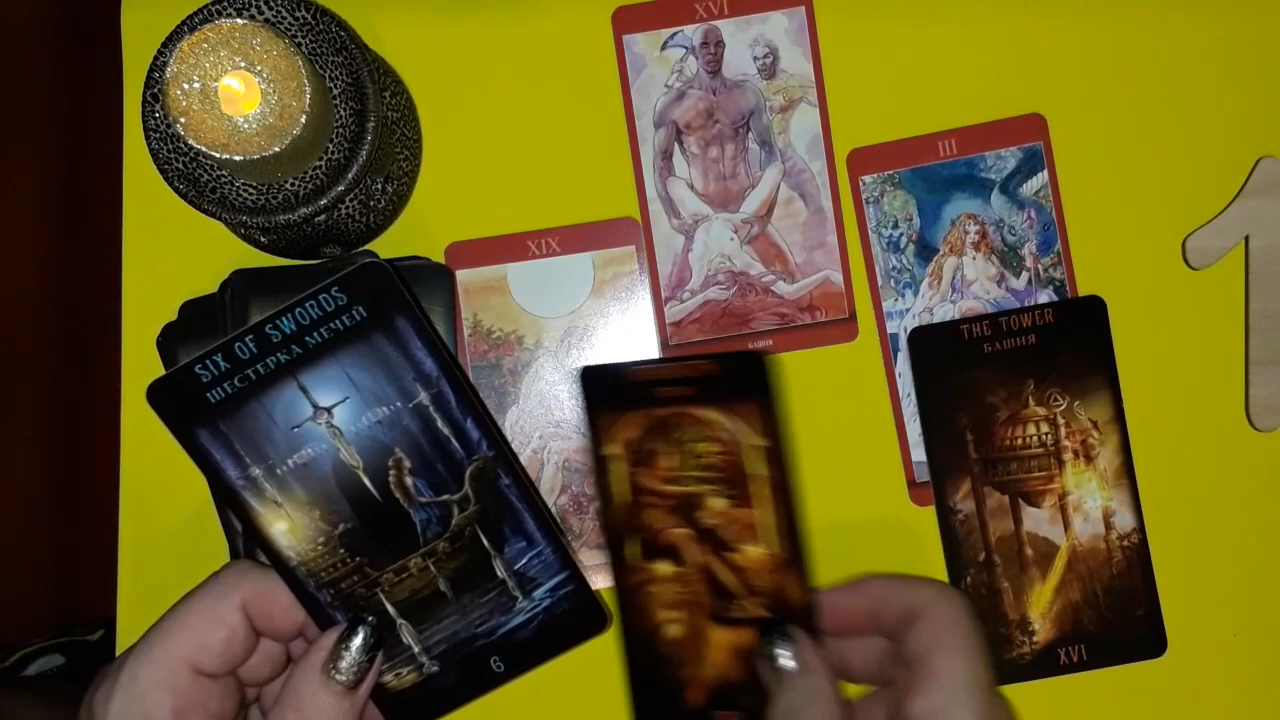 XVI
БАШНЯ
III
XIX
SIX OF SWORDS
ШЕСТЕРКА МЕЧЕЙ
6
THE TOWER
БАШНЯ
XVI
1